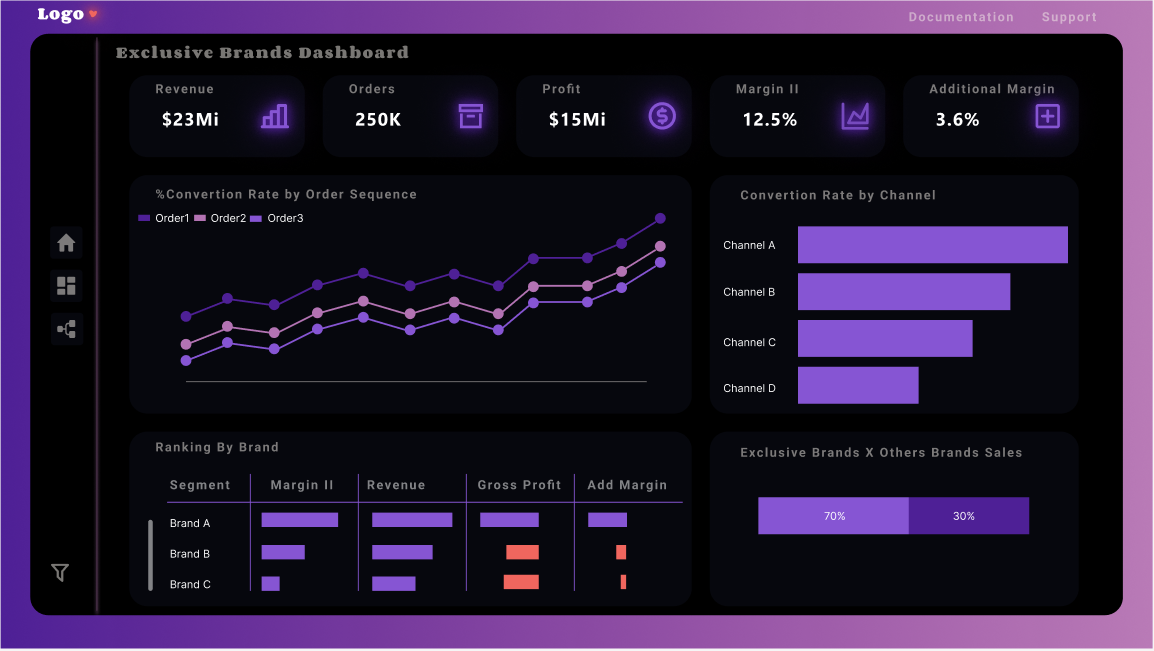 Logo
Documentation Support
Exclusive Brands Dashboard
Revenue
$23Mi
Orders
250K
Profit
$15Mi
Margin II
12.5%
Additional Margin
3.6%
%Convertion Rate by Order Sequence
Order1 Order2 Order3
Convertion Rate by Channel
Channel A
Channel B
Channel C
Channel D
Ranking By Brand
Segment Margin II Revenue Gross Profit Add Margin
Brand A
Brand B
Brand C
Exclusive Brands X Others Brands Sales
70% 30%